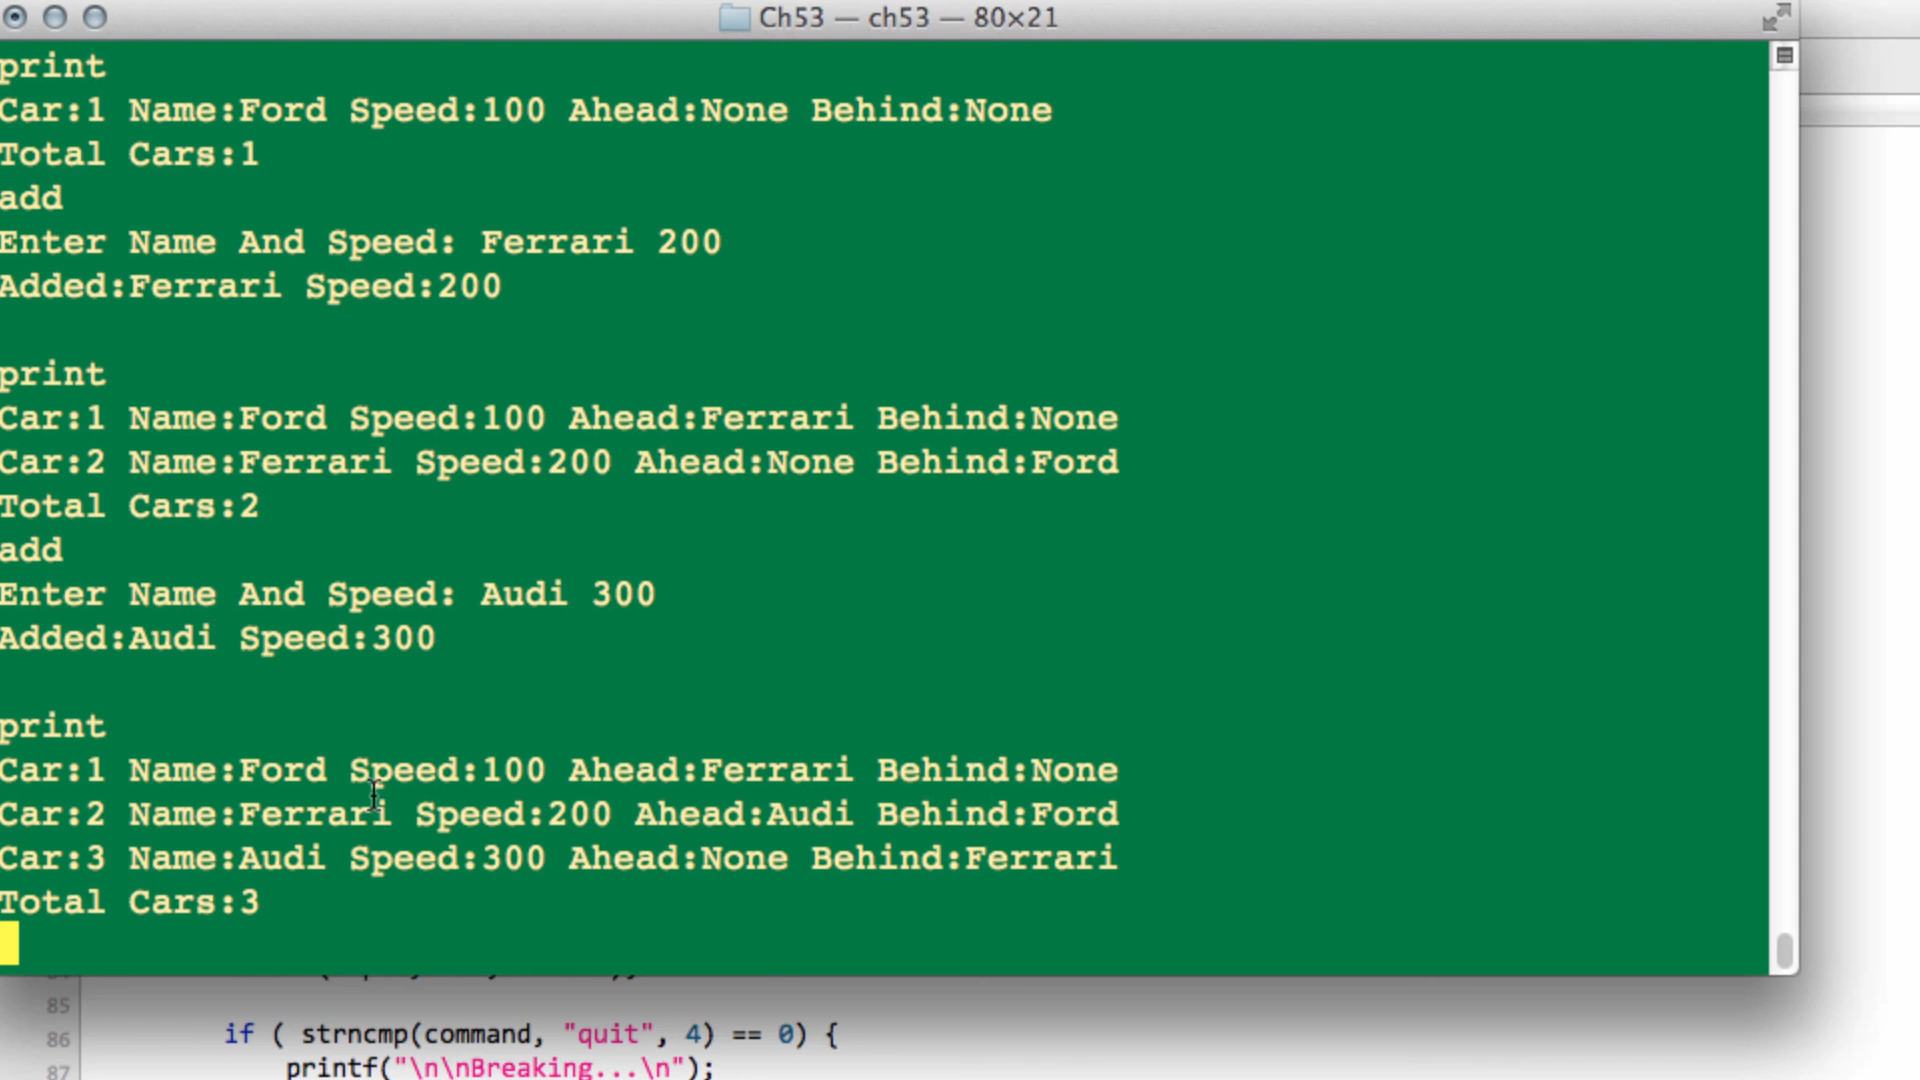 Ch53 — ch53 — 80×21
print
Car:1 Name:Ford Speed:100 Ahead:None Behind:None
Total Cars:1
add
Enter Name And Speed: Ferrari 200
Added:Ferrari Speed:200
print
Car:1 Name:Ford Speed:100 Ahead:Ferrari Behind:None
Car:2 Name:Ferrari Speed:200 Ahead:None Behind:Ford
Total Cars:2
add
Enter Name And Speed: Audi 300
Added:Audi Speed:300
print
Car:1 Name:Ford Speed:100 Ahead:Ferrari Behind:None
Car:2 Name:Ferrari Speed:200 Ahead:Audi Behind:Ford
Car:3 Name:Audi Speed:300 Ahead:None Behind:Ferrari
Total Cars:3
85
86 if ( strncmp(command, "quit", 4) == 0) {
87 printf("\n\nBreaking...\n");